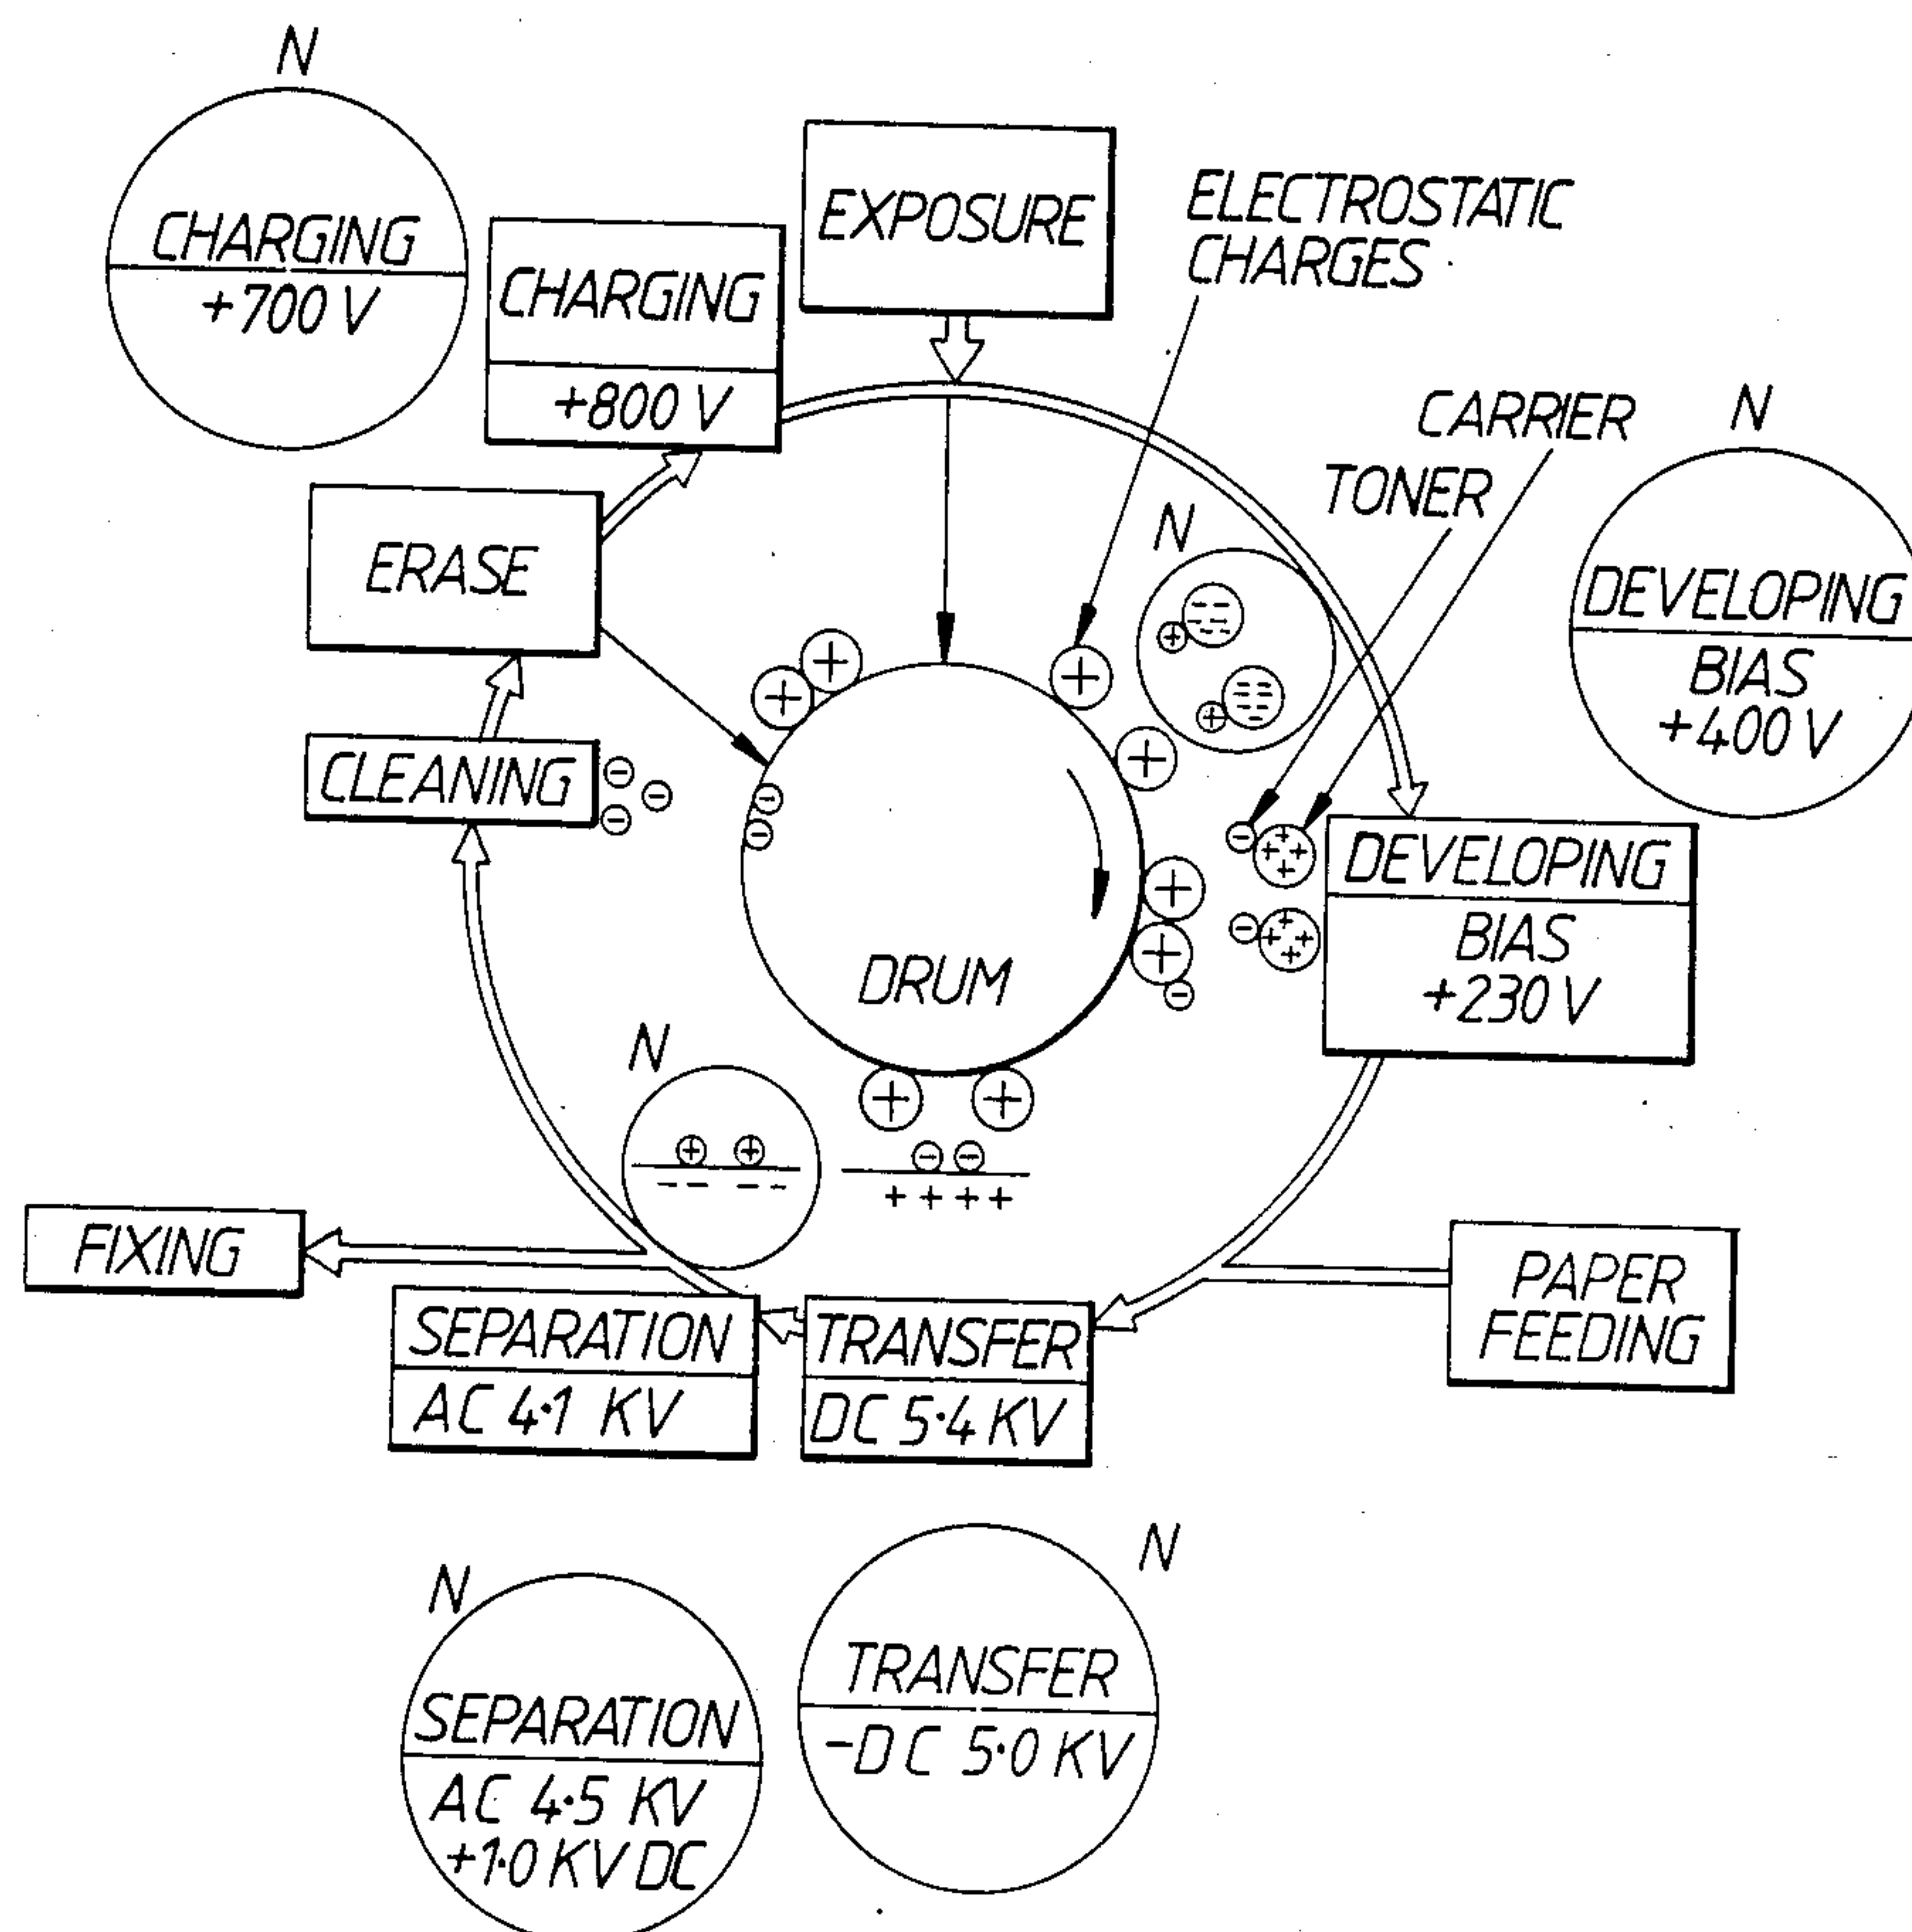 N
CHARGING
+700 V
CHARGING
+800 V
EXPOSURE
ELECTROSTATIC
CHARGES
CARRIER
TONER
N
DEVELOPING
BIAS
+400 V
N
ERASE
CLEANING
DRUM
DEVELOPING
BIAS
+230 V
N
FIXING
SEPARATION
AC 4·1 KV
TRANSFER
DC 5·4 KV
PAPER
FEEDING
N
SEPARATION
AC 4·5 KV
+1·0 KV DC
N
TRANSFER
-DC 5·0 KV